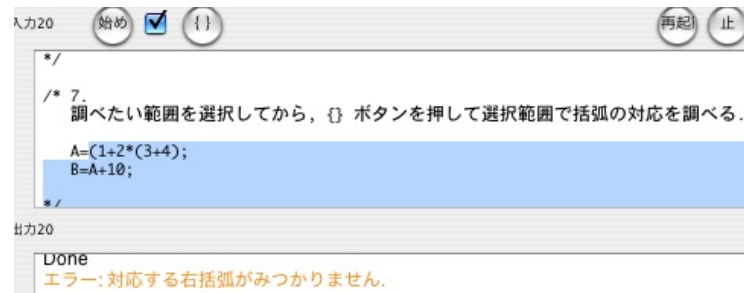 入力20 始め {} 再起 止
*/
/* 7.
調べたい範囲を選択してから, {} ボタンを押して選択範囲で括弧の対応を調べる.
A=(1+2*(3+4);
B=A+10;
*/
出力20
Done
エラー: 対応する右括弧がみつかりません.